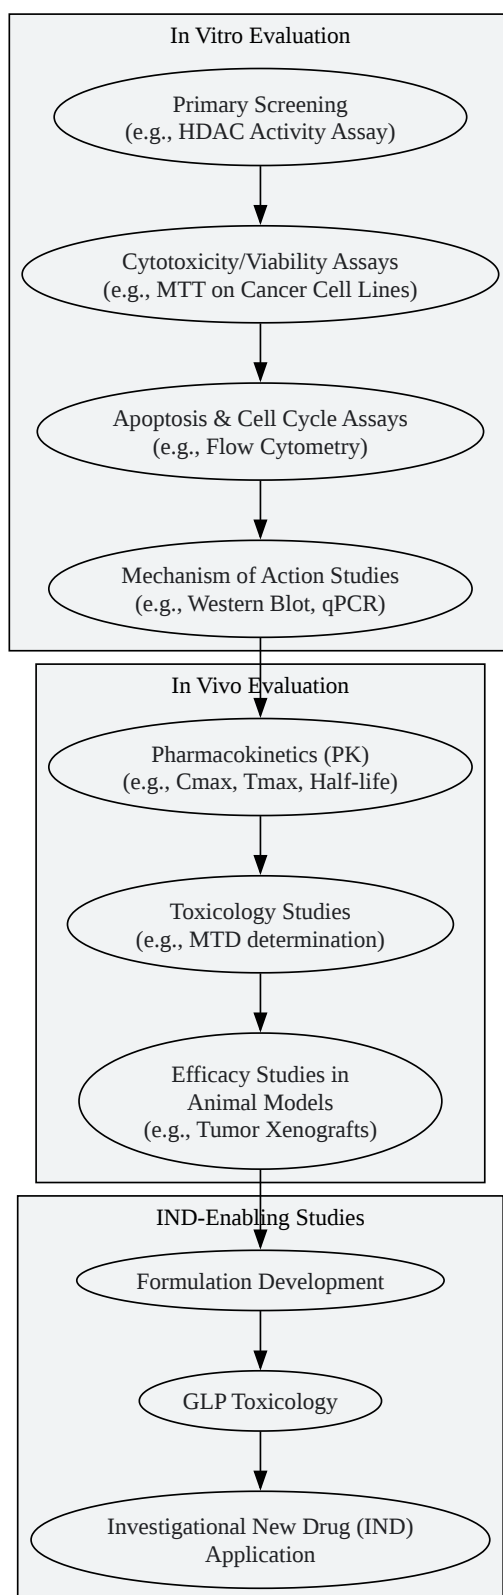 In Vitro Evaluation
Primary Screening
(e.g., HDAC Activity Assay)
Cytotoxicity/Viability Assays
(e.g., MTT on Cancer Cell Lines)
Apoptosis & Cell Cycle Assays
(e.g., Flow Cytometry)
Mechanism of Action Studies
(e.g., Western Blot, qPCR)
In Vivo Evaluation
Pharmacokinetics (PK)
(e.g., Cmax, Tmax, Half-life)
Toxicology Studies
(e.g., MTD determination)
Efficacy Studies in
Animal Models
(e.g., Tumor Xenografts)
IND-Enabling Studies
Formulation Development
GLP Toxicology
Investigational New Drug (IND)
Application